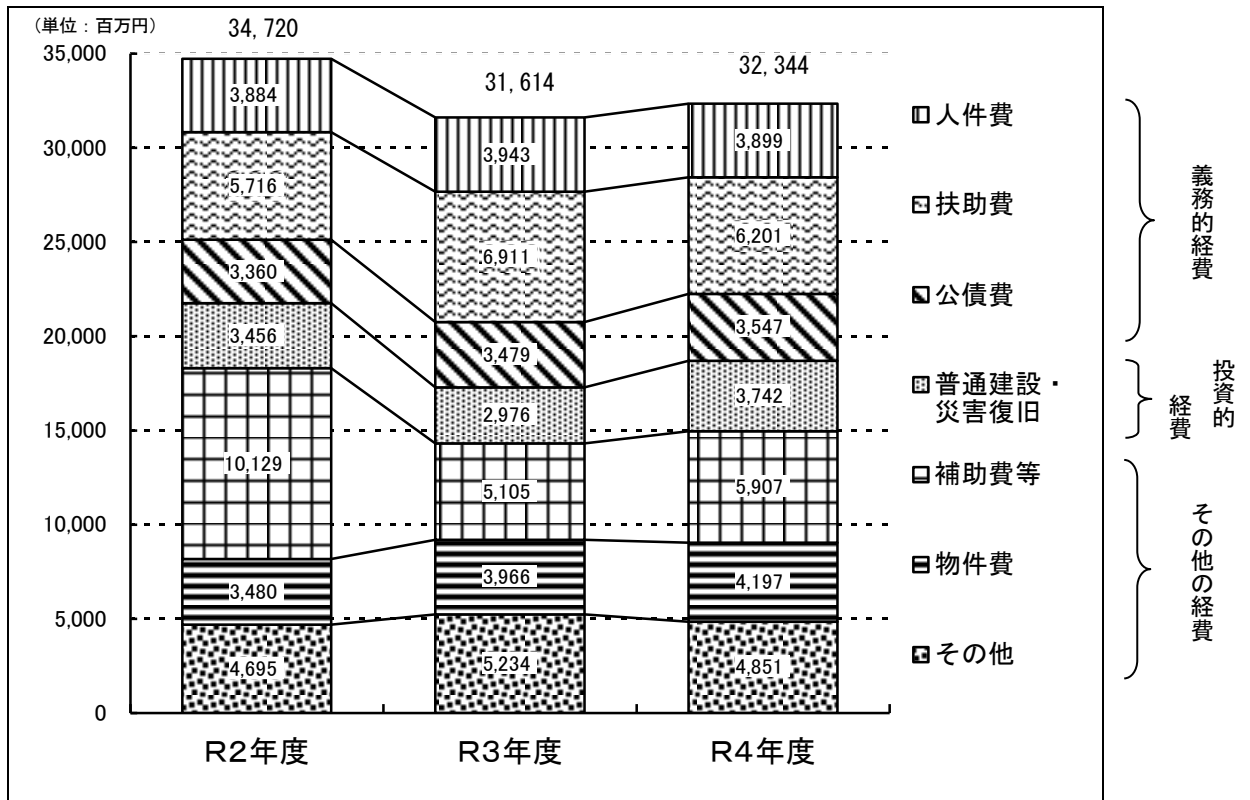 （単位：百万円）
34,720
31,614
32,344
35,000
30,000
25,000
20,000
15,000
10,000
5,000
0
3,884
5,716
3,360
3,456
10,129
3,480
4,695
3,943
6,911
3,479
2,976
5,105
3,966
5,234
3,899
6,201
3,547
3,742
5,907
4,197
4,851
R2年度
R3年度
R4年度
人件費
扶助費
公債費
普通建設・
災害復旧
補助費等
物件費
その他
義務的経費
投資的
経費
その他の経費